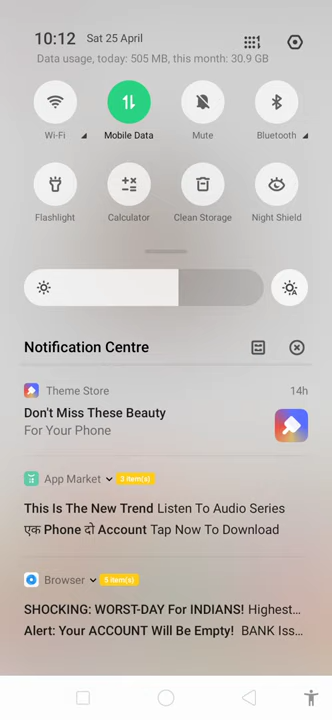 10:12 Sat 25 April
Data usage, today: 505 MB, this month: 30.9 GB
Wi-Fi Mobile Data Mute Bluetooth
Flashlight Calculator Clean Storage Night Shield
Notification Centre
Theme Store 14h
Don't Miss These Beauty
For Your Phone
App Market 3 item(s)
This Is The New Trend Listen To Audio Series
एक Phone दो Account Tap Now To Download
Browser 5 item(s)
SHOCKING: WORST-DAY For INDIANS! Highest...
Alert: Your ACCOUNT Will Be Empty! BANK Iss...